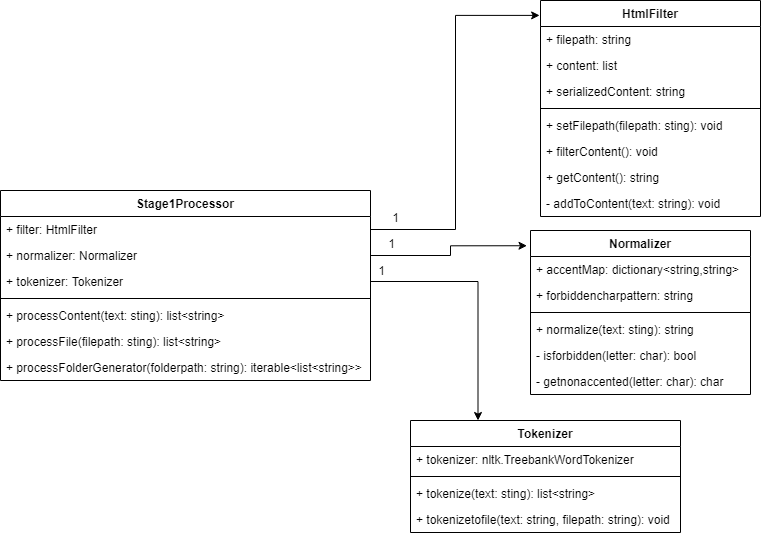 HtmlFilter
+ filepath: string
+ content: list
+ serializedContent: string
+ setFilepath(filepath: sting): void
+ filterContent(): void
+ getContent(): string
- addToContent(text: string): void
Stage1Processor
+ filter: HtmlFilter
+ normalizer: Normalizer
+ tokenizer: Tokenizer
+ processContent(text: sting): list<string>
+ processFile(filepath: sting): list<string>
+ processFolderGenerator(folderpath: string): iterable<list<string>>
1
1
1
Normalizer
+ accentMap: dictionary<string,string>
+ forbiddencharpattern: string
+ normalize(text: sting): string
- isforbidden(letter: char): bool
- getnonaccented(letter: char): char
Tokenizer
+ tokenizer: nltk.TreebankWordTokenizer
+ tokenize(text: sting): list<string>
+ tokenizetofile(text: string, filepath: string): void